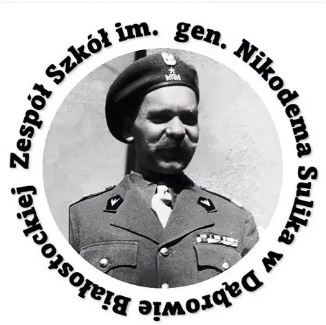 Zespół Szkół im. gen. Nikodema Sulika w Dąbrowie Białostockiej